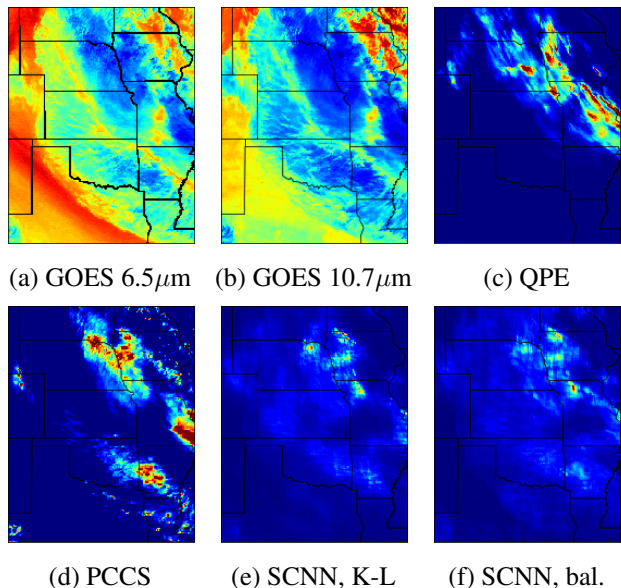 (a) GOES 6.5μm
(b) GOES 10.7μm
(c) QPE
(d) PCCS
(e) SCNN, K-L
(f) SCNN, bal.